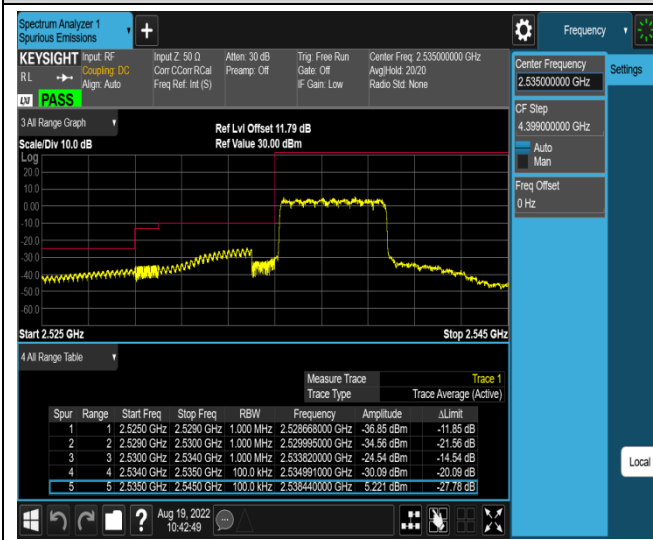 Spectrum Analyzer 1
Spurious Emissions
Frequency
KEYSIGHT
Input: RF
Coupling: DC
Align: Auto
Input Z: 50 Ω
Corr CCorr RCal
Freq Ref: Int (S)
Atten: 30 dB
Preamp: Off
Trig: Free Run
Gate: Off
IF Gain: Low
Center Freq: 2.535000000 GHz
Avg|Hold: 20/20
Radio Std: None
R L
LXI
PASS
Center Frequency
2.535000000 GHz
Settings
CF Step
4.399000000 GHz
Auto
Man
Freq Offset
0 Hz
3 All Range Graph
Scale/Div 10.0 dB
Ref Lvl Offset 11.79 dB
Ref Value 30.00 dBm
Log
20.0
10.0
0.00
-10.0
-20.0
-30.0
-40.0
-50.0
-60.0
Start 2.525 GHz
Stop 2.545 GHz
4 All Range Table
Measure Trace Trace 1
Trace Type Trace Average (Active)
Spur Range Start Freq Stop Freq RBW Frequency Amplitude ΔLimit
1 1 2.5250 GHz 2.5290 GHz 1.000 MHz 2.528668000 GHz -36.85 dBm -11.85 dB
2 2 2.5290 GHz 2.5300 GHz 1.000 MHz 2.529995000 GHz -34.56 dBm -21.56 dB
3 3 2.5300 GHz 2.5340 GHz 1.000 MHz 2.533820000 GHz -24.54 dBm -14.54 dB
4 4 2.5340 GHz 2.5350 GHz 100.0 kHz 2.534991000 GHz -30.09 dBm -20.09 dB
5 5 2.5350 GHz 2.5450 GHz 100.0 kHz 2.538440000 GHz 5.221 dBm -27.78 dB
Local
Aug 19, 2022
10:42:49